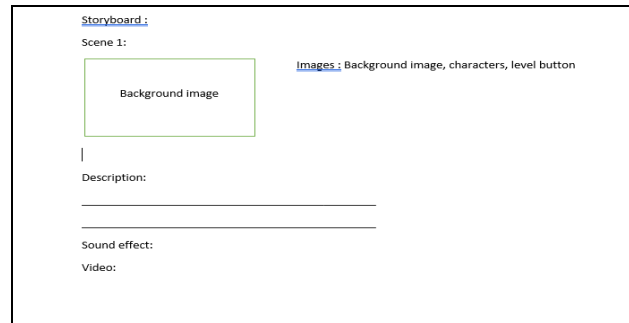 Storyboard :
Scene 1:
Images : Background image, characters, level button
Background image
Description:
Sound effect:
Video: